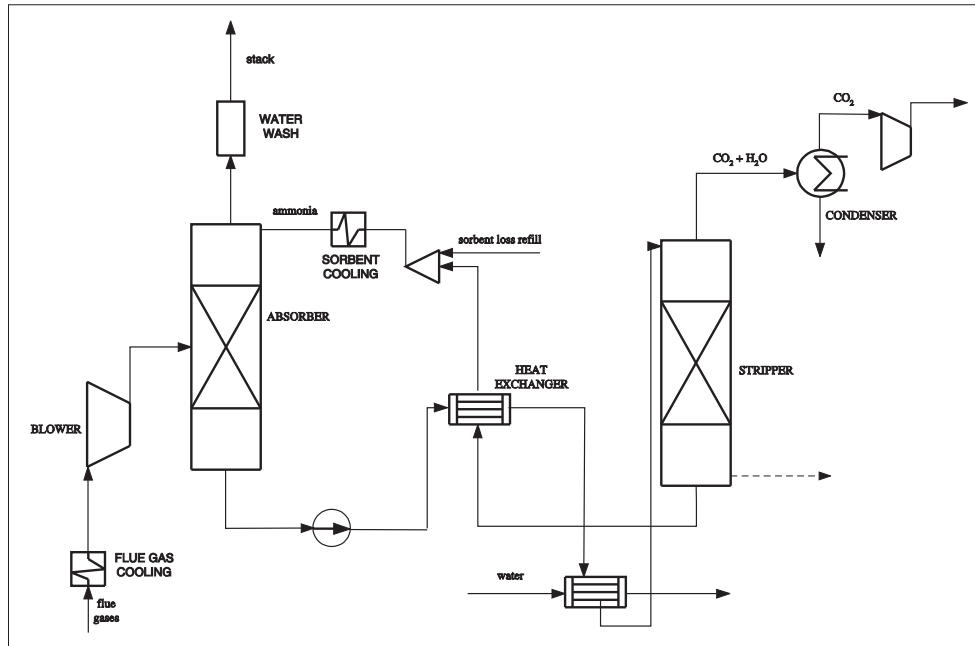 stack
WATER
WASH
CO₂
CO₂ + H₂O
CONDENSER
ammonia
SORBENT
COOLING
sorbent loss refill
ABSORBER
HEAT
EXCHANGER
STRIPPER
BLOWER
FLUE GAS
COOLING
flue
gases
water